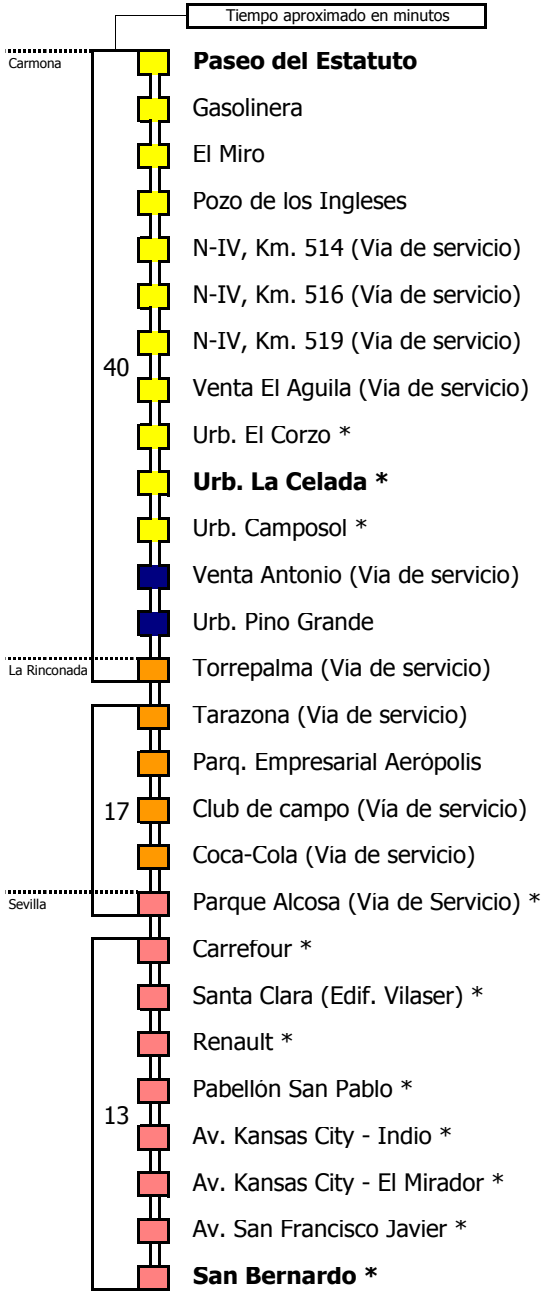 Tiempo aproximado en minutos
Carmona
Paseo del Estatuto
Gasolinera
El Miro
Pozo de los Ingleses
N-IV, Km. 514 (Via de servicio)
N-IV, Km. 516 (Vía de servicio)
N-IV, Km. 519 (Via de servicio)
40
Venta El Aguila (Via de servicio)
Urb. El Corzo *
Urb. La Celada *
Urb. Camposol *
Venta Antonio (Via de servicio)
Urb. Pino Grande
La Rinconada
Torrepalma (Via de servicio)
Tarazona (Via de servicio)
Parq. Empresarial Aerópolis
17
Club de campo (Vía de servicio)
Coca-Cola (Via de servicio)
Sevilla
Parque Alcosa (Via de Servicio) *
Carrefour *
Santa Clara (Edif. Vilaser) *
Renault *
Pabellón San Pablo *
13
Av. Kansas City - Indio *
Av. Kansas City - El Mirador *
Av. San Francisco Javier *
San Bernardo *